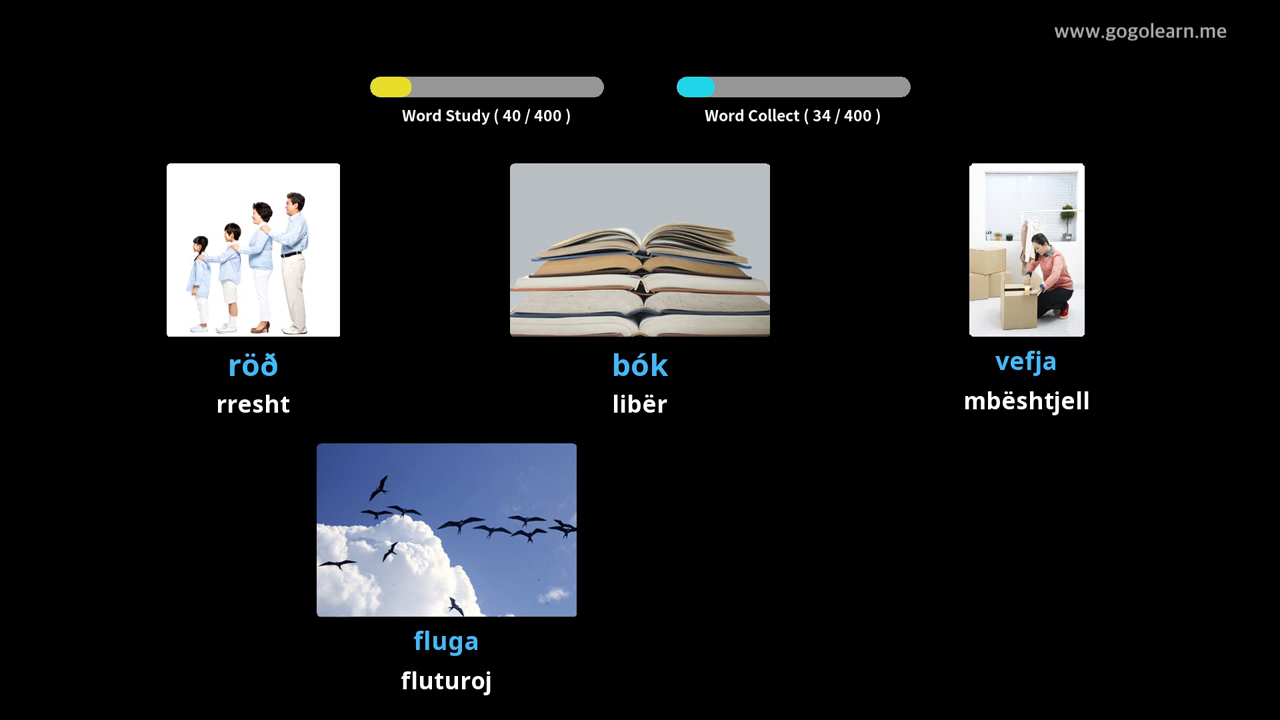 www.gogolearn.me
Word Study ( 40 / 400 )
Word Collect ( 34 / 400 )
röð
rresht
bók
libër
vefja
mbështjell
fluga
fluturoj